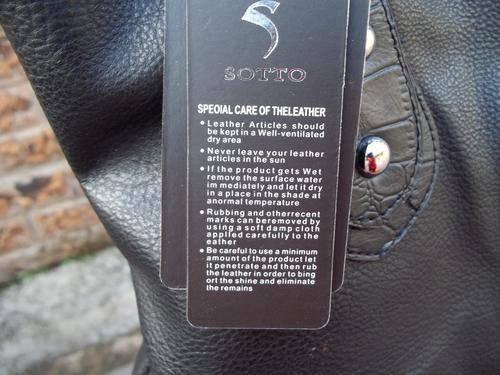 SOTTO
SPEOIAL CARE OF THELEATHER
• Leather Articles should
be kept in a Well-ventilated
dry area
• Never leave your leather
articles in the sun
• If the product gets Wet
remove the surface water
im mediately and let it dry
in a place in the shade at
anormal temperature
• Rubbing and otherrecent
marks can beremoved by
using a soft damp cloth
applied carefully to the
eather
• Be careful to use a minimum
amount of the product let
it penetrate and then rub
the leather in order to bing
ort the shine and eliminate
the remains